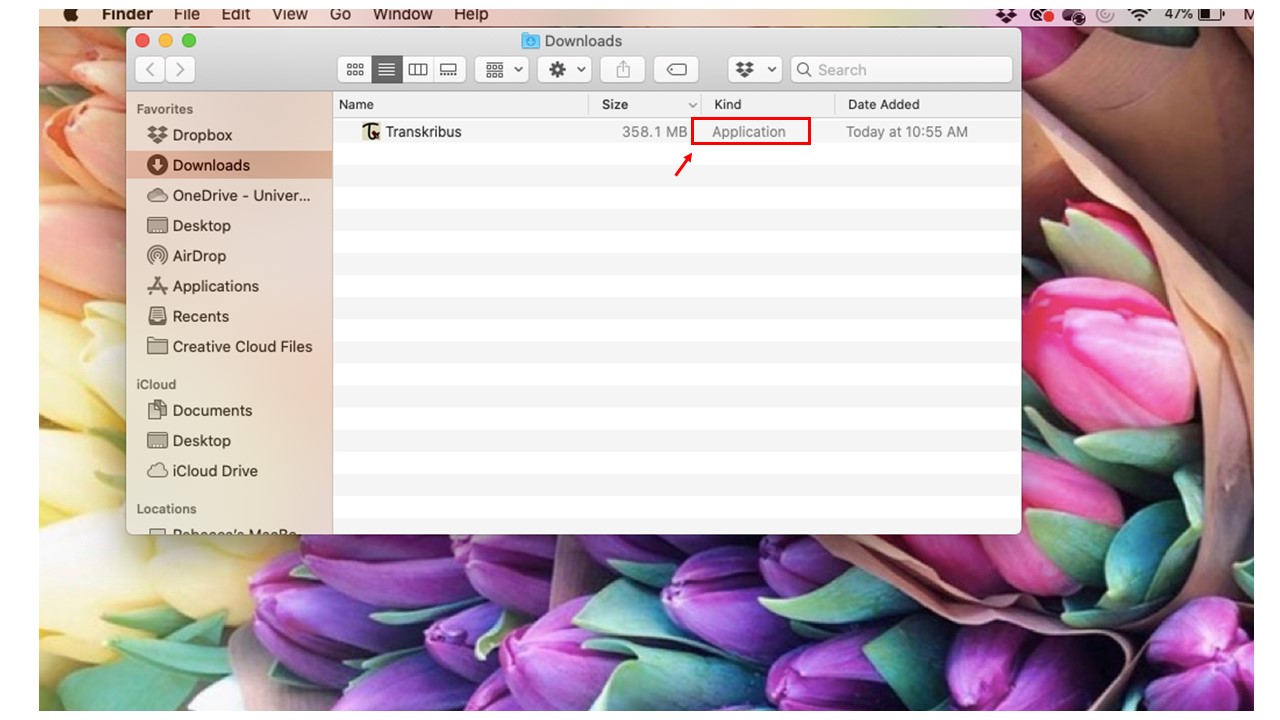 Finder File Edit View Go Window Help 47%
Downloads
Search
Favorites
Dropbox
Downloads
OneDrive - Univer...
Desktop
AirDrop
Applications
Recents
Creative Cloud Files
iCloud
Documents
Desktop
iCloud Drive
Locations
Name Size Kind Date Added
Transkribus 358.1 MB Application Today at 10:55 AM